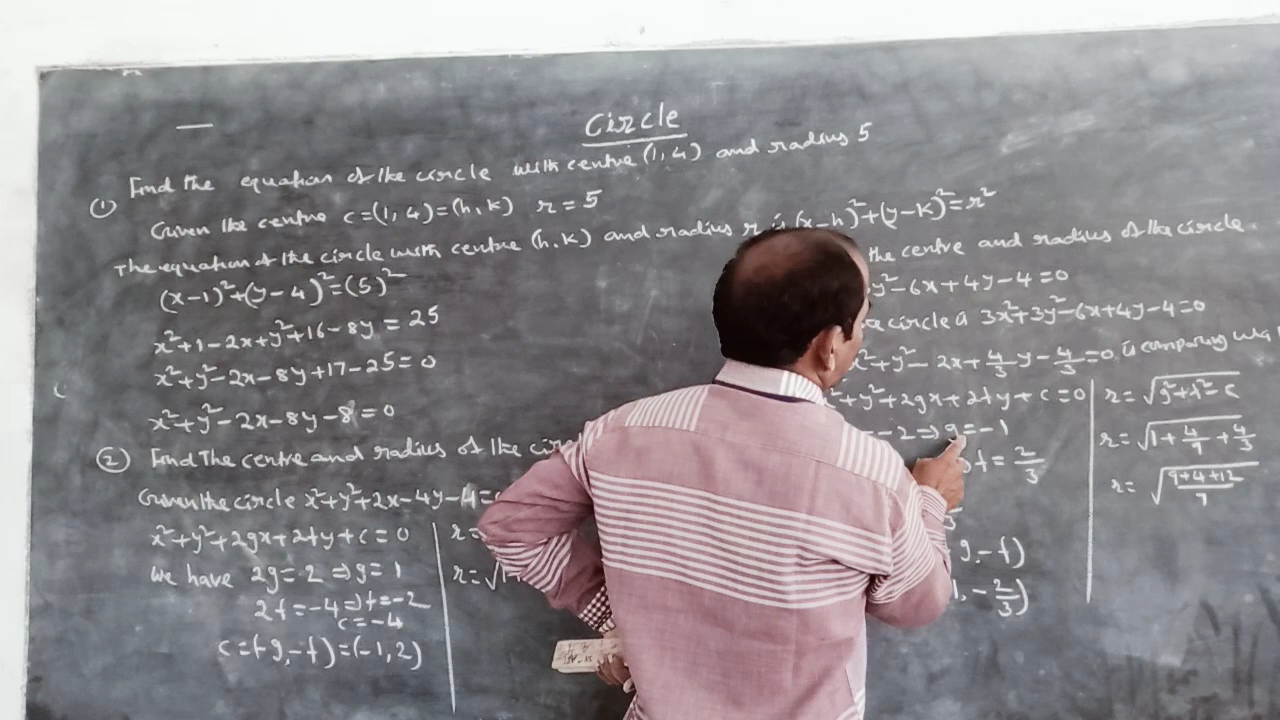 Circle
① Find the equation of the circle with centre (1,4) and radius 5
Given the centre c=(1,4)=(h,k) r=5
The equation of the circle with centre (h,k) and radius r is (x-h)²+(y-k)²=r²
(x-1)²+(y-4)²=(5)²
x²+1-2x+y²+16-8y=25
x²+y²-2x-8y+17-25=0
x²+y²-2x-8y-8=0
② Find The centre and radius of the
Given the circle x²+y²+2x-4y-4=
x²+y²+2gx+2fy+c=0
we have 2g=2⇒g=1
2f=-4⇒f=-2
c=-4
c=(-g,-f)=(-1,2)
r=
r=√1
the centre and radius of the circle.
y²-6x+4y-4=0
circle is 3x²+3y²-6x+4y-4=0
x²+y²-2x+4/3y-4/3=0 is comparing with
+y²+2gx+2fy+c=0
-2⇒g=-1
f=2/3
3
g,-f)
1,-2/3)
r=√g²+f²-c
r=√1+4/9+4/3
r=√9+4+12/9